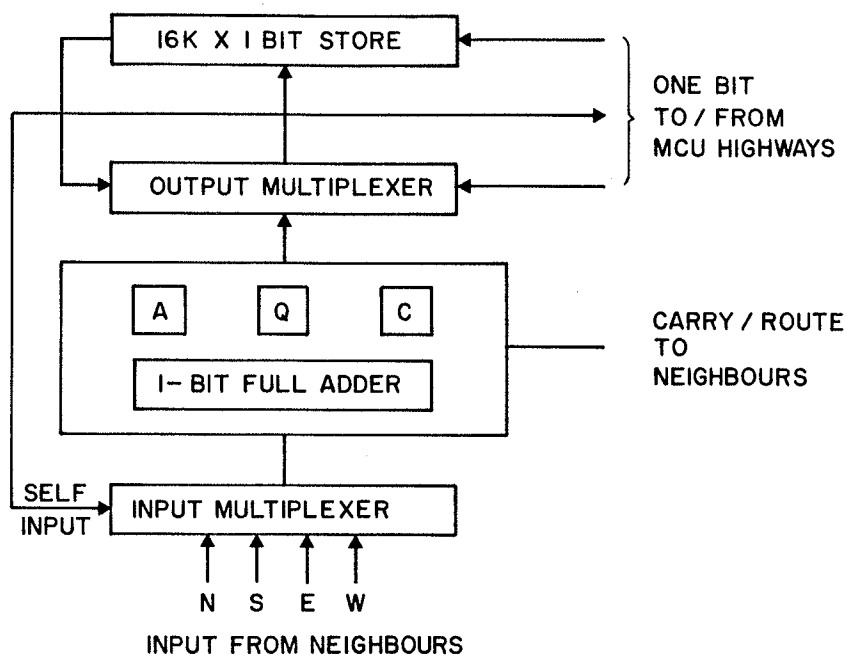 16K X 1 BIT STORE
ONE BIT
TO / FROM
MCU HIGHWAYS
OUTPUT MULTIPLEXER
A
Q
C
1-BIT FULL ADDER
CARRY / ROUTE
TO
NEIGHBOURS
SELF
INPUT
INPUT MULTIPLEXER
N S E W
INPUT FROM NEIGHBOURS